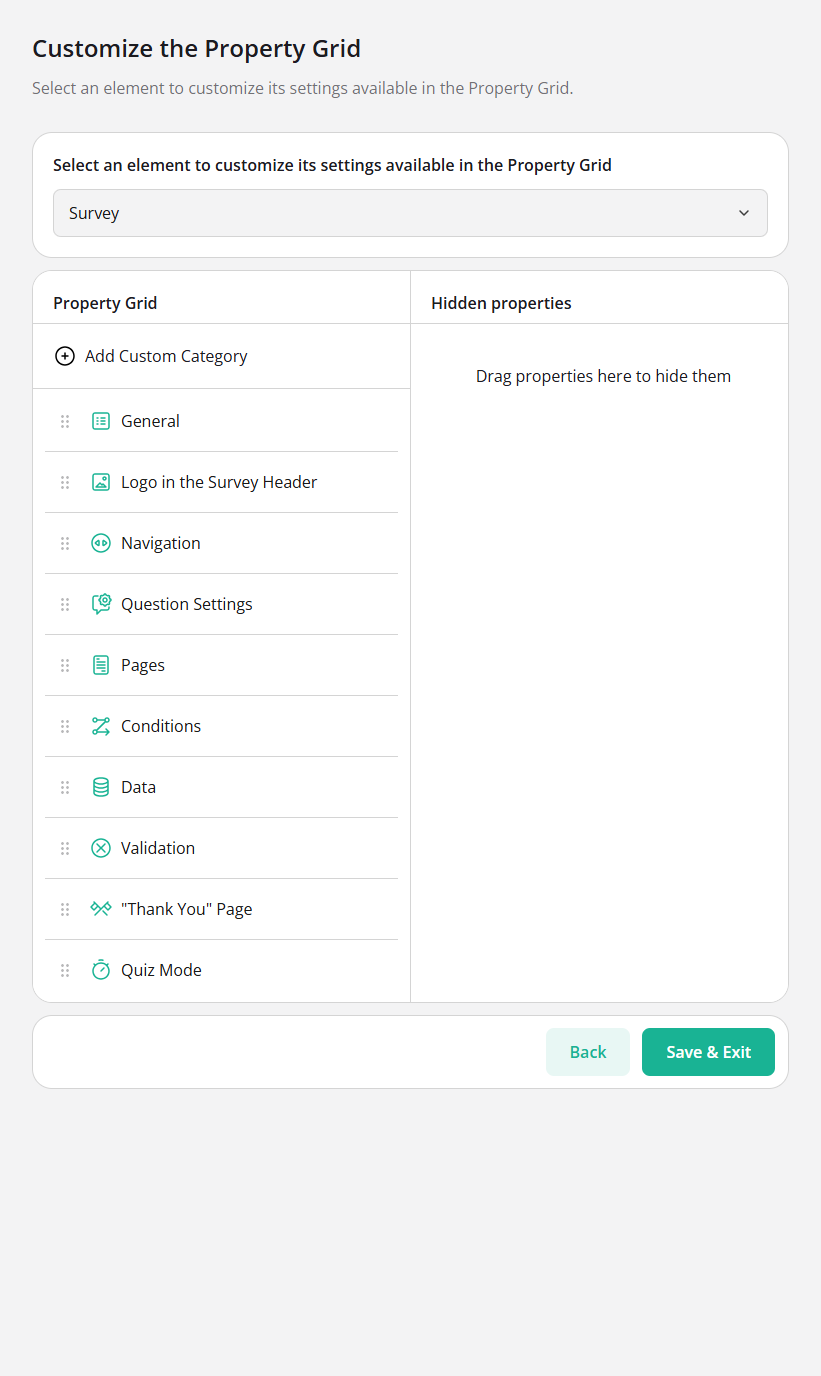 Customize the Property Grid
Select an element to customize its settings available in the Property Grid.
Select an element to customize its settings available in the Property Grid
Survey
Property Grid
Hidden properties
Add Custom Category
Drag properties here to hide them
General
Logo in the Survey Header
Navigation
Question Settings
Pages
Conditions
Data
Validation
"Thank You" Page
Quiz Mode
Back
Save & Exit